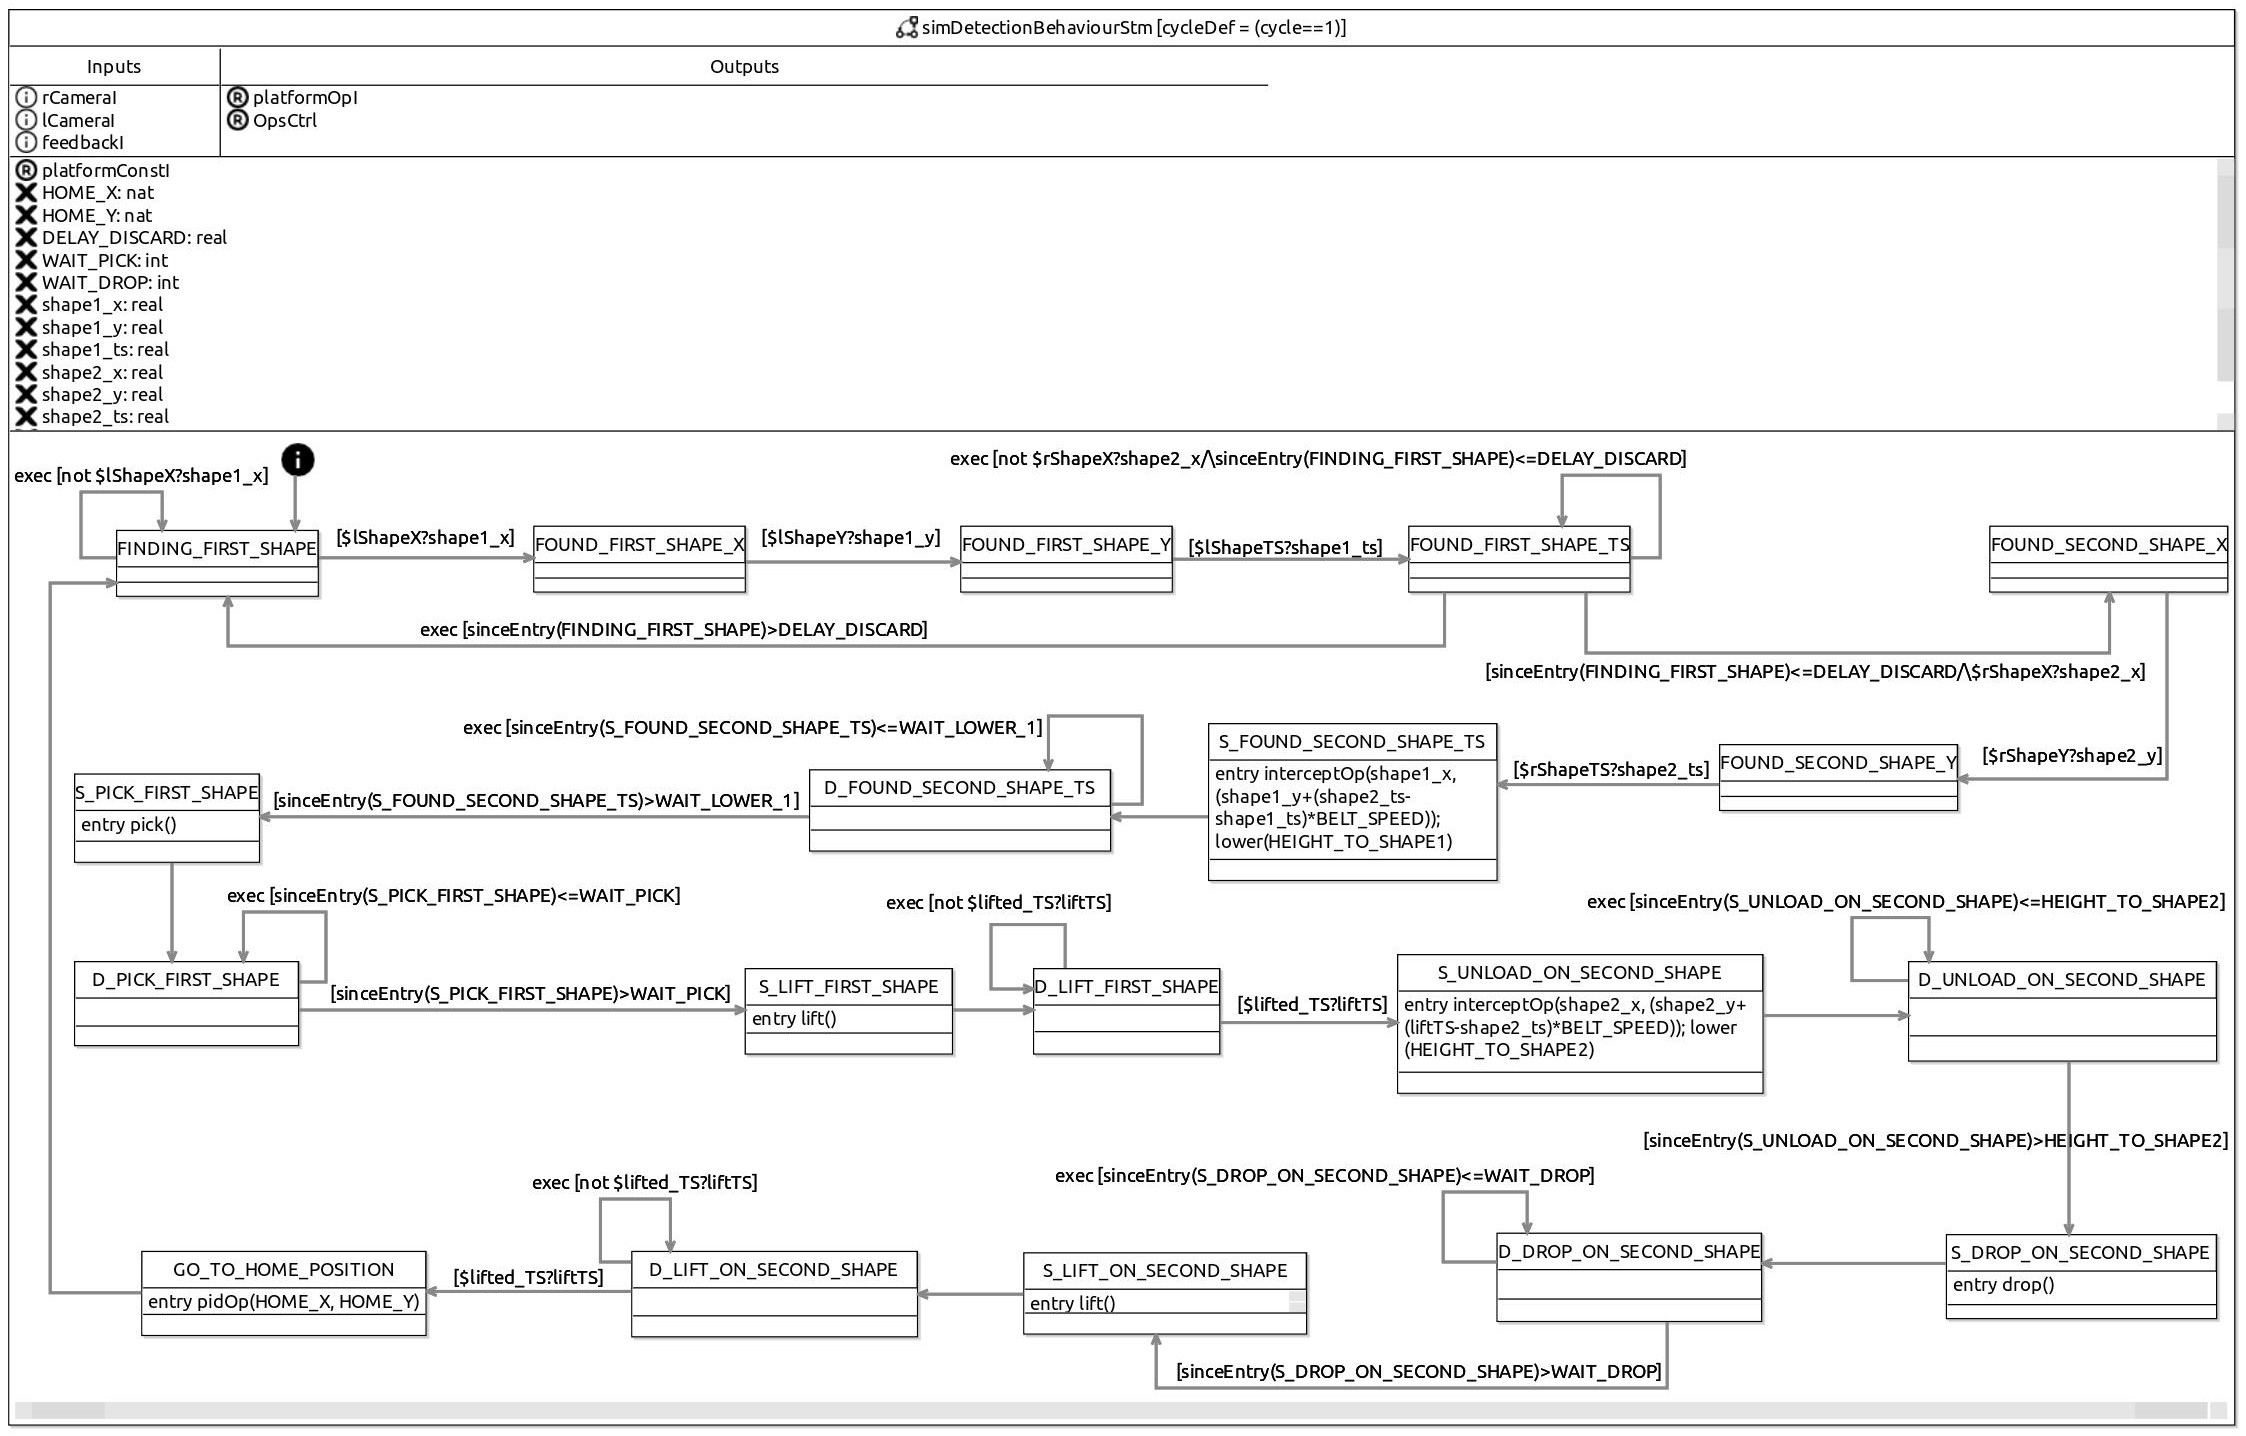 simDetectionBehaviourStm [cycleDef = (cycle==1)]
Inputs
Outputs
rCameraI
lCameraI
feedbackI
platformOpI
OpsCtrl
platformConstI
HOME_X: nat
HOME_Y: nat
DELAY_DISCARD: real
WAIT_PICK: int
WAIT_DROP: int
shape1_x: real
shape1_y: real
shape1_ts: real
shape2_x: real
shape2_y: real
shape2_ts: real
i
exec [not $lShapeX?shape1_x]
exec [not $rShapeX?shape2_x/\sinceEntry(FINDING_FIRST_SHAPE)<=DELAY_DISCARD]
FINDING_FIRST_SHAPE
[$lShapeX?shape1_x]
FOUND_FIRST_SHAPE_X
[$lShapeY?shape1_y]
FOUND_FIRST_SHAPE_Y
[$lShapeTS?shape1_ts]
FOUND_FIRST_SHAPE_TS
FOUND_SECOND_SHAPE_X
exec [sinceEntry(FINDING_FIRST_SHAPE)>DELAY_DISCARD]
[sinceEntry(FINDING_FIRST_SHAPE)<=DELAY_DISCARD/\$rShapeX?shape2_x]
exec [sinceEntry(S_FOUND_SECOND_SHAPE_TS)<=WAIT_LOWER_1]
S_FOUND_SECOND_SHAPE_TS
entry interceptOp(shape1_x,
(shape1_y+(shape2_ts-
shape1_ts)*BELT_SPEED));
lower(HEIGHT_TO_SHAPE1)
[$rShapeTS?shape2_ts]
FOUND_SECOND_SHAPE_Y
[$rShapeY?shape2_y]
S_PICK_FIRST_SHAPE
entry pick()
[sinceEntry(S_FOUND_SECOND_SHAPE_TS)>WAIT_LOWER_1]
D_FOUND_SECOND_SHAPE_TS
exec [sinceEntry(S_PICK_FIRST_SHAPE)<=WAIT_PICK]
exec [not $lifted_TS?liftTS]
exec [sinceEntry(S_UNLOAD_ON_SECOND_SHAPE)<=HEIGHT_TO_SHAPE2]
D_PICK_FIRST_SHAPE
[sinceEntry(S_PICK_FIRST_SHAPE)>WAIT_PICK]
S_LIFT_FIRST_SHAPE
entry lift()
D_LIFT_FIRST_SHAPE
[$lifted_TS?liftTS]
S_UNLOAD_ON_SECOND_SHAPE
entry interceptOp(shape2_x, (shape2_y+
(liftTS-shape2_ts)*BELT_SPEED)); lower
(HEIGHT_TO_SHAPE2)
D_UNLOAD_ON_SECOND_SHAPE
[sinceEntry(S_UNLOAD_ON_SECOND_SHAPE)>HEIGHT_TO_SHAPE2]
exec [not $lifted_TS?liftTS]
exec [sinceEntry(S_DROP_ON_SECOND_SHAPE)<=WAIT_DROP]
GO_TO_HOME_POSITION
entry pidOp(HOME_X, HOME_Y)
[$lifted_TS?liftTS]
D_LIFT_ON_SECOND_SHAPE
S_LIFT_ON_SECOND_SHAPE
entry lift()
D_DROP_ON_SECOND_SHAPE
S_DROP_ON_SECOND_SHAPE
entry drop()
[sinceEntry(S_DROP_ON_SECOND_SHAPE)>WAIT_DROP]